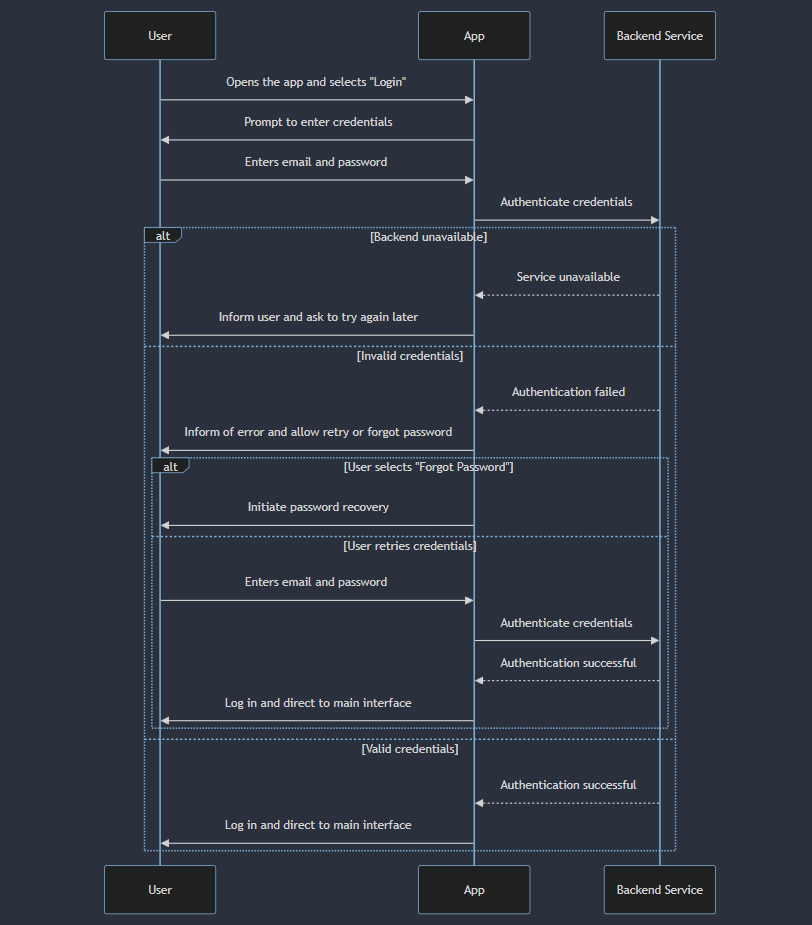 User
App
Backend Service
Opens the app and selects "Login"
Prompt to enter credentials
Enters email and password
Authenticate credentials
alt
[Backend unavailable]
Service unavailable
Inform user and ask to try again later
[Invalid credentials]
Authentication failed
Inform of error and allow retry or forgot password
alt
[User selects "Forgot Password"]
Initiate password recovery
[User retries credentials]
Enters email and password
Authenticate credentials
Authentication successful
Log in and direct to main interface
[Valid credentials]
Authentication successful
Log in and direct to main interface
User
App
Backend Service